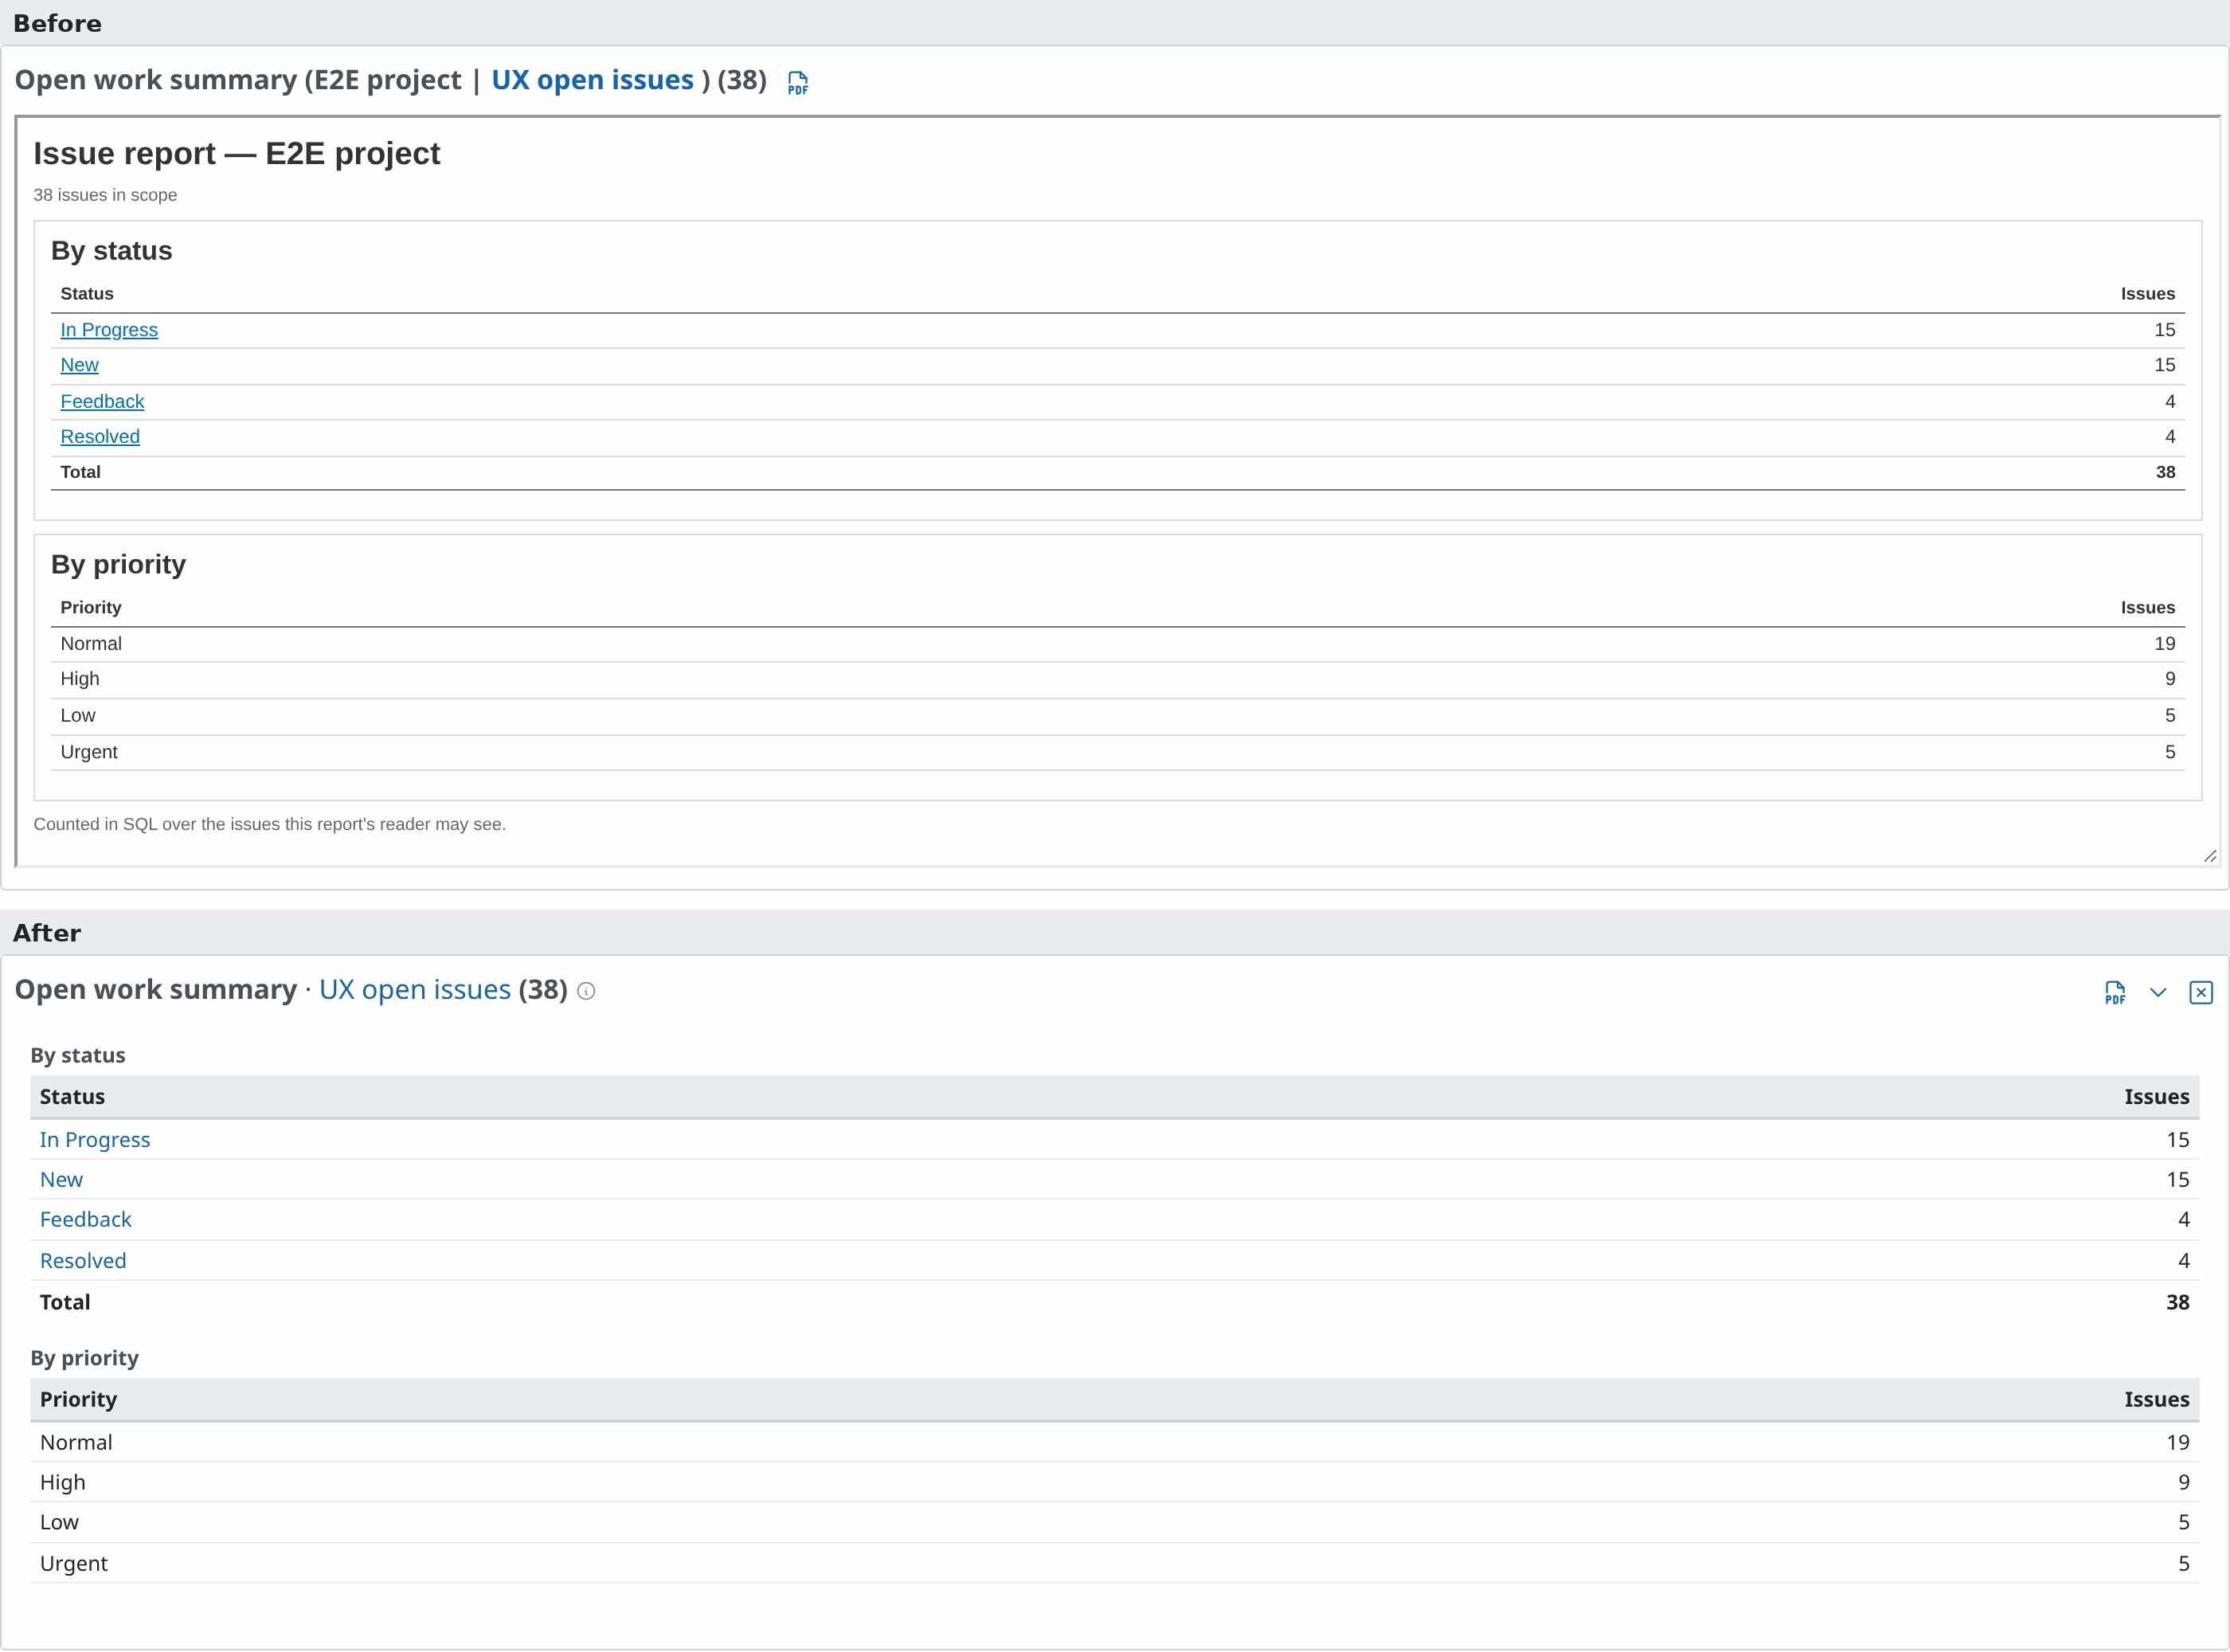 Before
Open work summary (E2E project | UX open issues ) (38) PDF
Issue report — E2E project
38 issues in scope
By status
Status Issues
In Progress 15
New 15
Feedback 4
Resolved 4
Total 38
By priority
Priority Issues
Normal 19
High 9
Low 5
Urgent 5
Counted in SQL over the issues this report's reader may see.
After
Open work summary · UX open issues (38) PDF
By status
Status Issues
In Progress 15
New 15
Feedback 4
Resolved 4
Total 38
By priority
Priority Issues
Normal 19
High 9
Low 5
Urgent 5